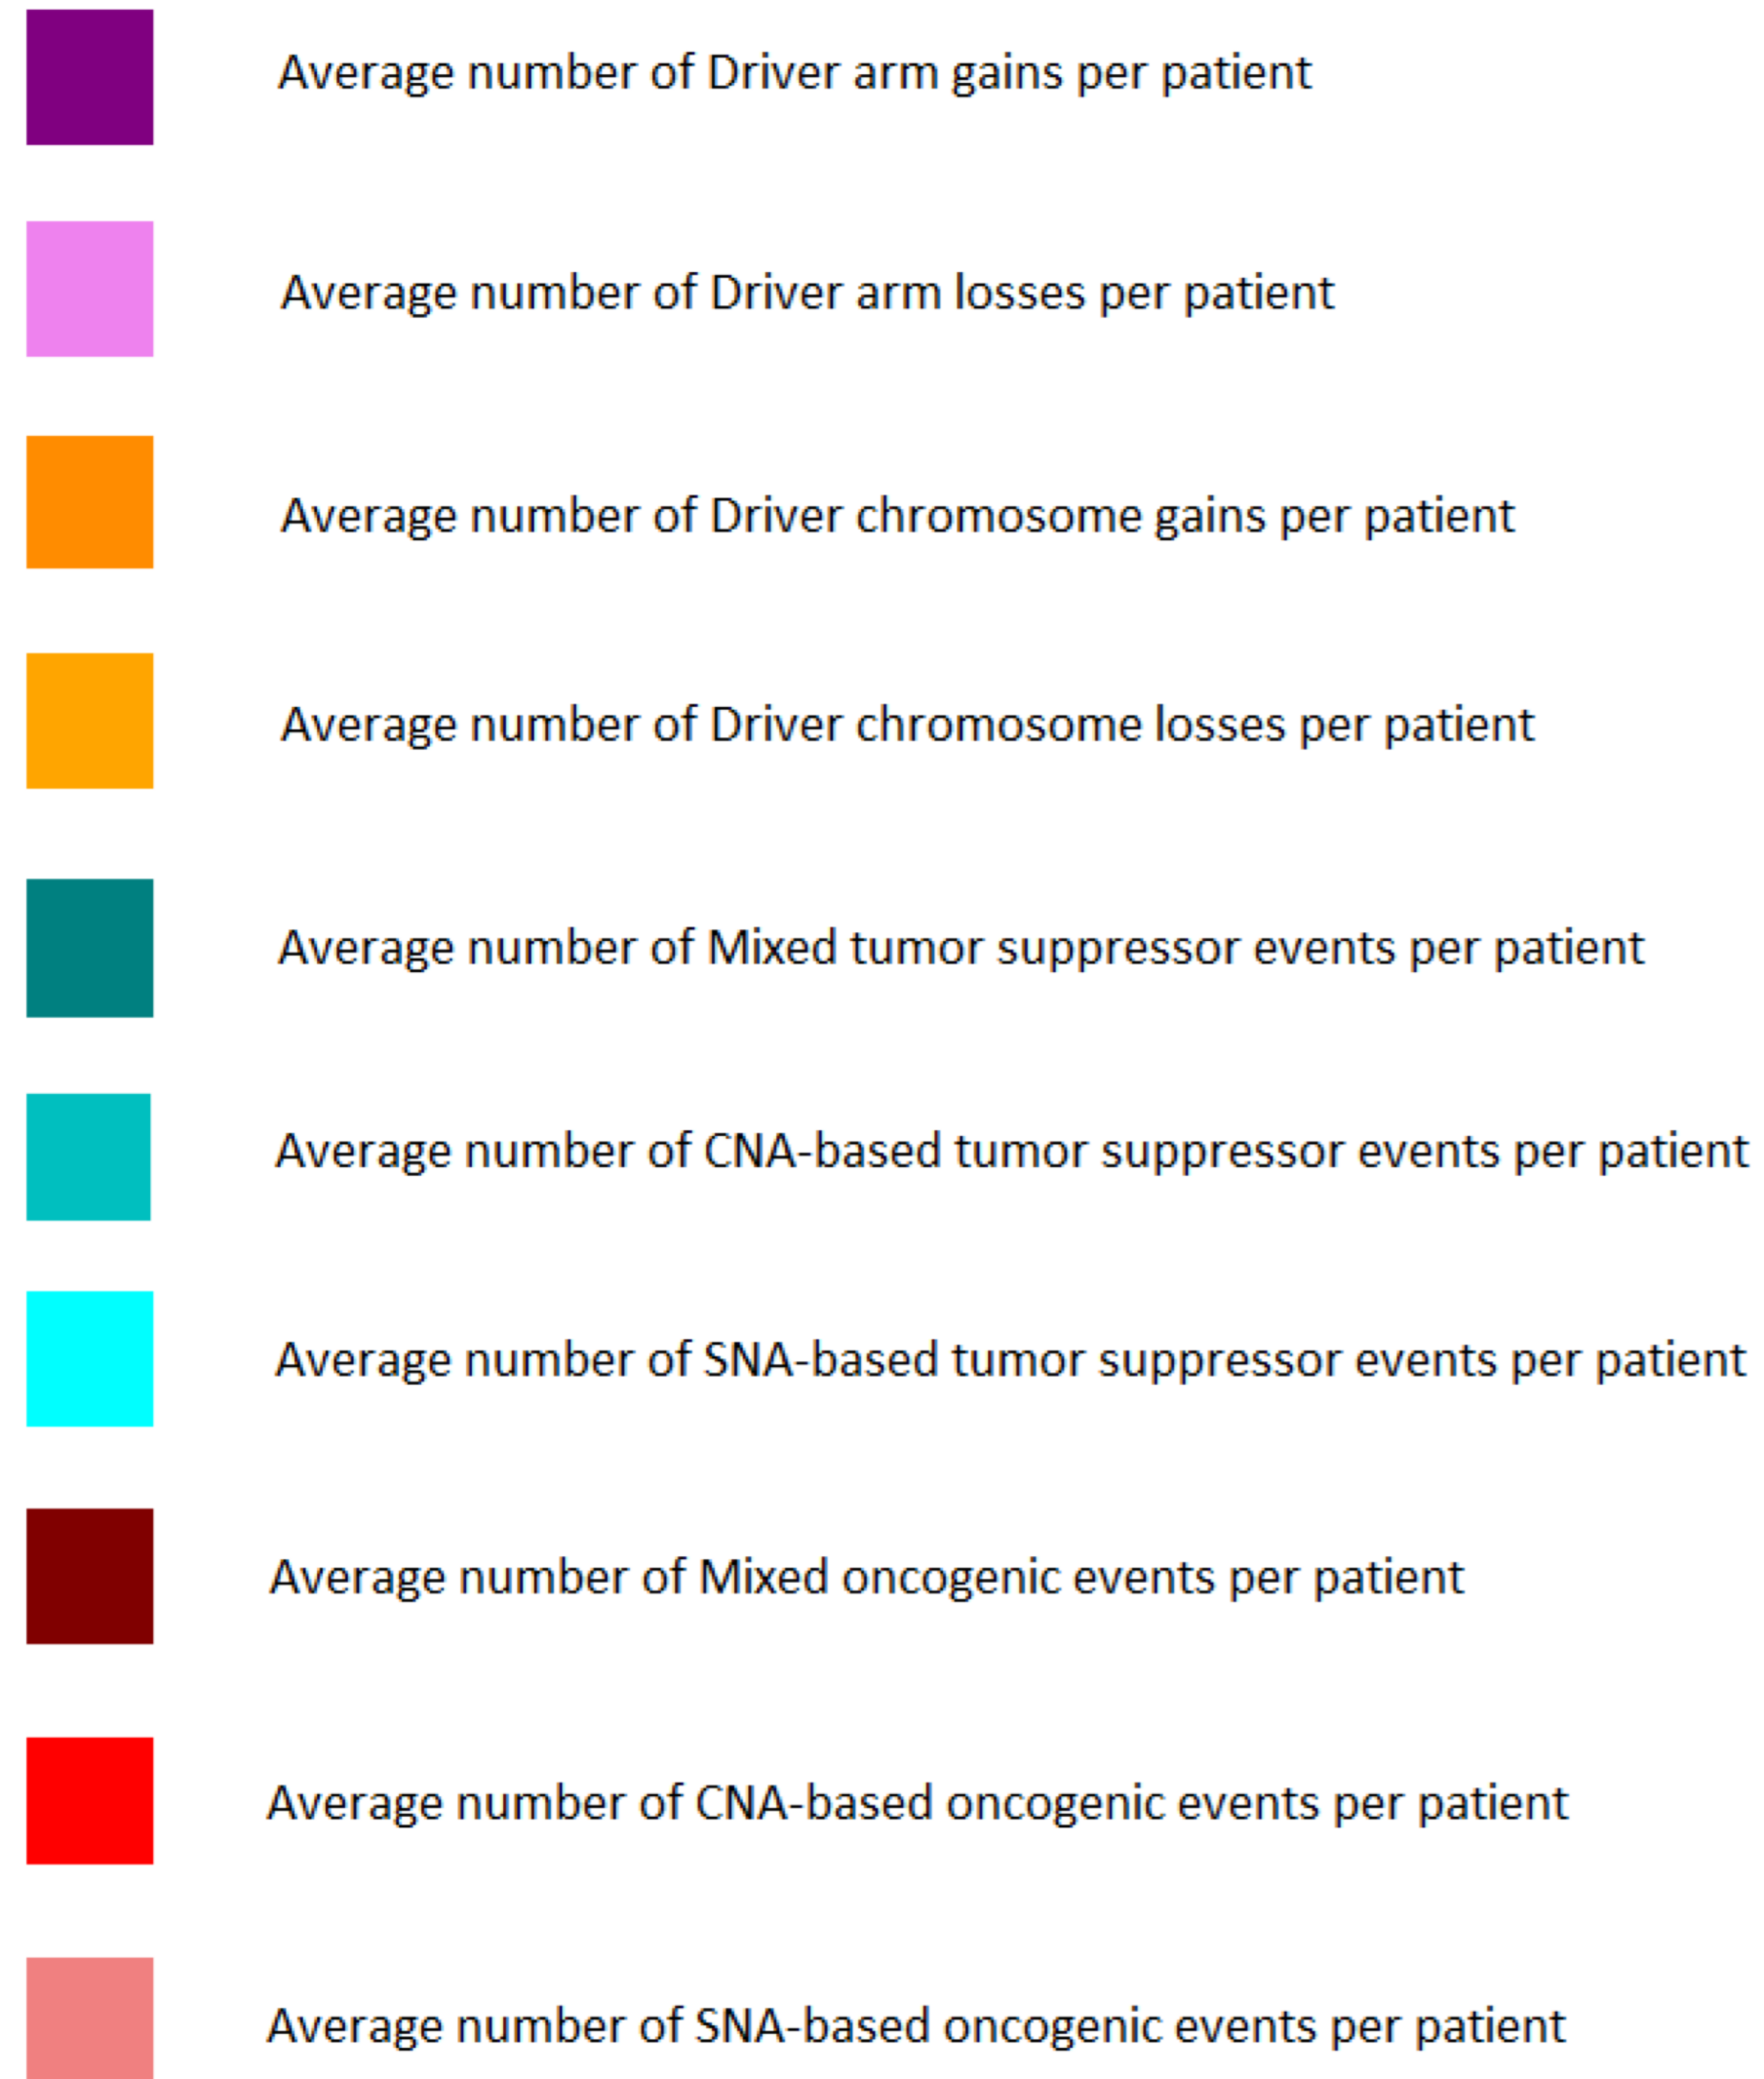 Average number of Driver arm gains per patient
Average number of Driver arm losses per patient
Average number of Driver chromosome gains per patient
Average number of Driver chromosome losses per patient
Average number of Mixed tumor suppressor events per patient
Average number of CNA-based tumor suppressor events per patient
Average number of SNA-based tumor suppressor events per patient
Average number of Mixed oncogenic events per patient
Average number of CNA-based oncogenic events per patient
Average number of SNA-based oncogenic events per patient